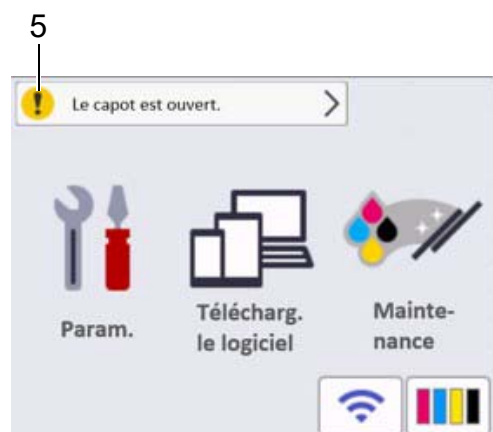 5
Le capot est ouvert.
Param.
Télécharg.
le logiciel
Mainte-
nance